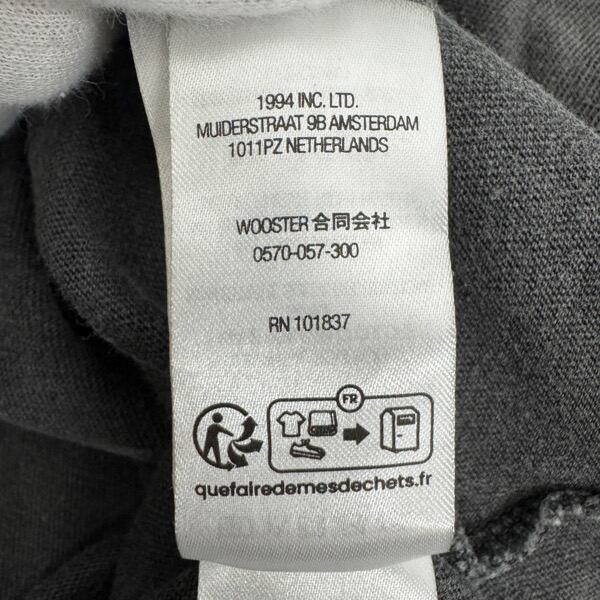 1994 INC. LTD.
MUIDERSTRAAT 9B AMSTERDAM
1011PZ NETHERLANDS
WOOSTER 合同会社
0570-057-300
RN 101837
FR
quefairedemesdechets.fr